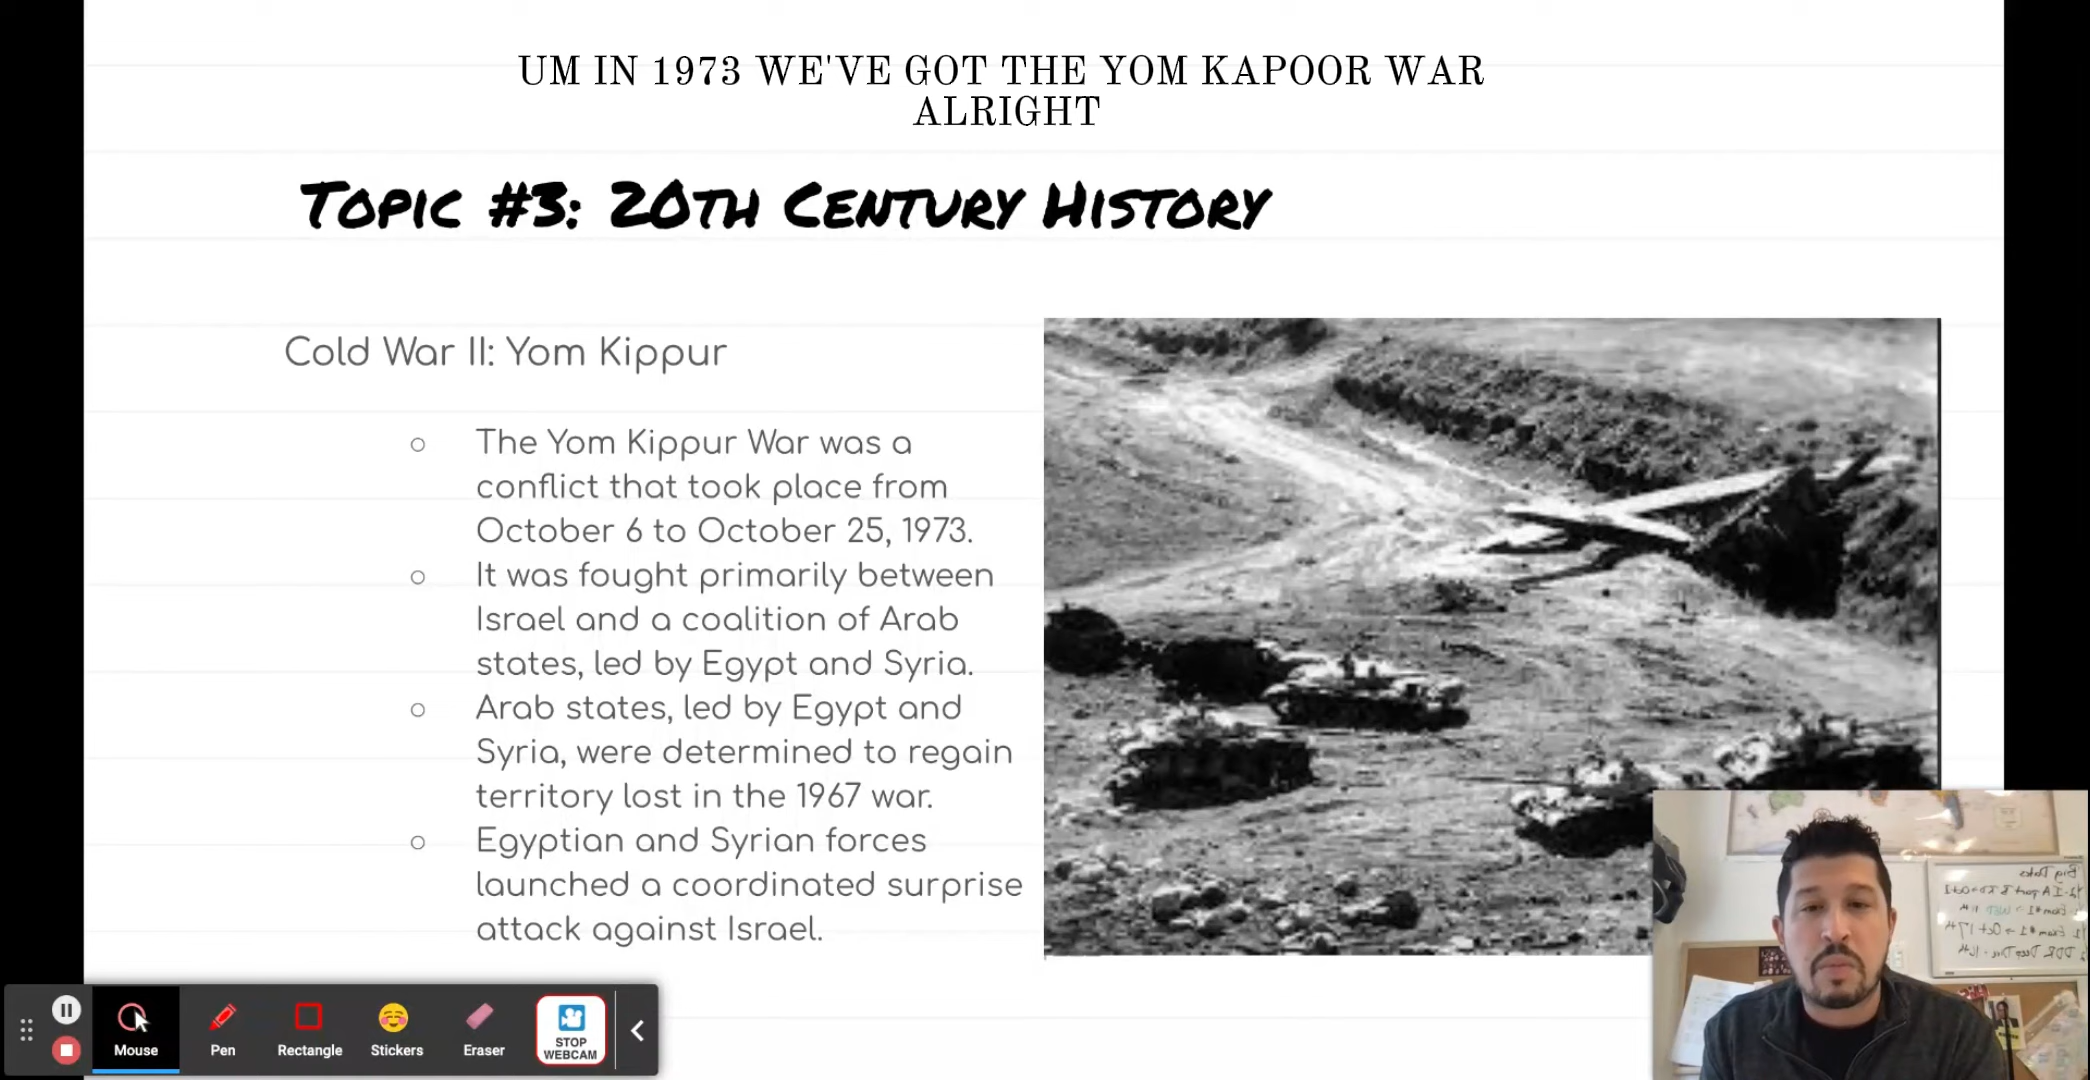 UM IN 1973 WE'VE GOT THE YOM KAPOOR WAR
ALRIGHT
Topic #3: 20th Century History
Cold War II: Yom Kippur
The Yom Kippur War was a
conflict that took place from
October 6 to October 25, 1973.
It was fought primarily between
Israel and a coalition of Arab
states, led by Egypt and Syria.
Arab states, led by Egypt and
Syria, were determined to regain
territory lost in the 1967 war.
Egyptian and Syrian forces
launched a coordinated surprise
attack against Israel.
Big Dates
Mouse
Pen
Rectangle
Stickers
Eraser
STOP
WEBCAM